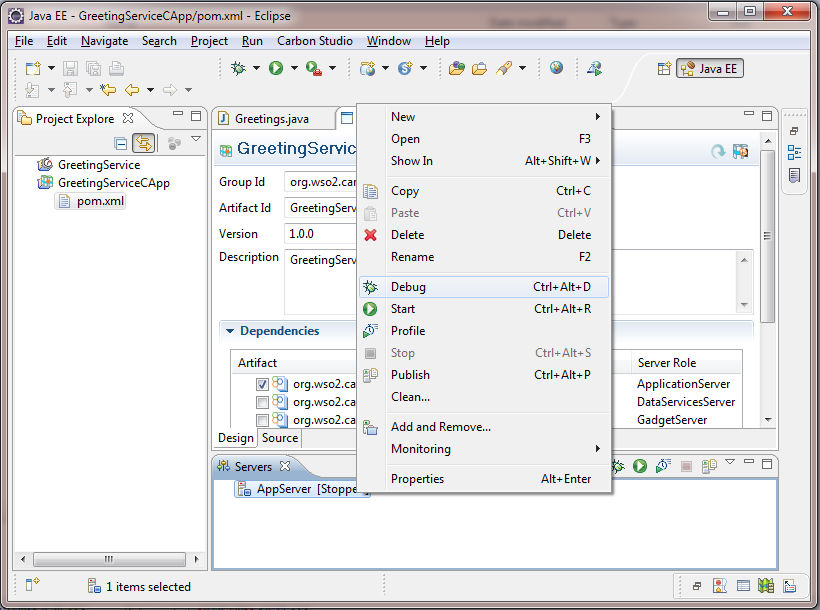 Java EE - GreetingServiceCApp/pom.xml - Eclipse
File Edit Navigate Search Project Run Carbon Studio Window Help
Java EE
Project Explore
Greetings.java
GreetingService
GreetingServiceCApp
pom.xml
GreetingServic
Group Id org.wso2.car
Artifact Id GreetingServ
Version 1.0.0
Description GreetingServ
Dependencies
Artifact Server Role
org.wso2.ca ApplicationServer
org.wso2.ca DataServicesServer
org.wso2.ca GadgetServer
Design Source
New
Open F3
Show In Alt+Shift+W
Copy Ctrl+C
Paste Ctrl+V
Delete Delete
Rename F2
Debug Ctrl+Alt+D
Start Ctrl+Alt+R
Profile
Stop Ctrl+Alt+S
Publish Ctrl+Alt+P
Clean...
Add and Remove...
Monitoring
Properties Alt+Enter
Servers
AppServer [Stoppe
1 items selected